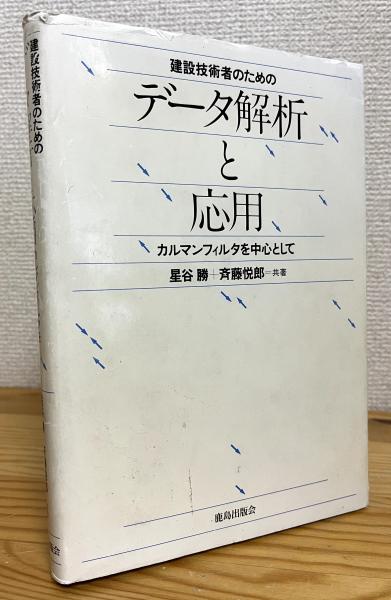 建設技術者のための
データ解析
と
応用
カルマンフィルタを中心として
星谷 勝＋斉藤悦郎＝共著
鹿島出版会
建設技術者のための